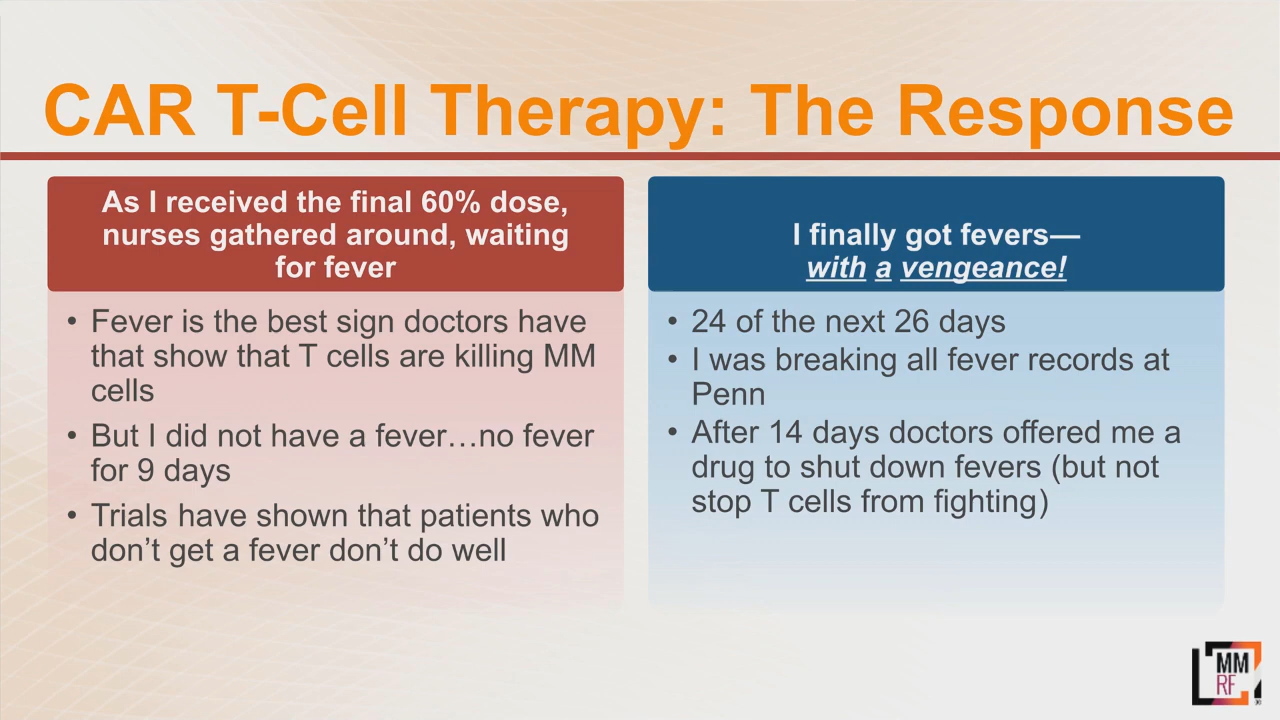 CAR T-Cell Therapy: The Response
As I received the final 60% dose,
nurses gathered around, waiting
for fever
• Fever is the best sign doctors have
that show that T cells are killing MM
cells
• But I did not have a fever…no fever
for 9 days
• Trials have shown that patients who
don’t get a fever don’t do well
I finally got fevers—
with a vengeance!
• 24 of the next 26 days
• I was breaking all fever records at
Penn
• After 14 days doctors offered me a
drug to shut down fevers (but not
stop T cells from fighting)
MM
RF